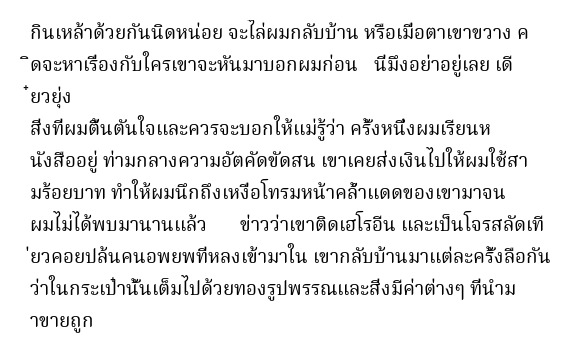 กินเหล้าด้วยกันนิดหน่อย จะไล่ผมกลับบ้าน หรือเมื่อตาเขาขวาง ค
ิดจะหาเรื่องกับใครเขาจะหันมาบอกผมก่อน นี่มึงอย่าอยู่เลย เดี
๋ยวยุ่ง
สิ่งที่ผมตื้นตันใจและควรจะบอกให้แม่รู้ว่า ครั้งหนึ่งผมเรียนห
นังสืออยู่ ท่ามกลางความอัตคัดขัดสน เขาเคยส่งเงินไปให้ผมใช้สา
มร้อยบาท ทำให้ผมนึกถึงเหงื่อโทรมหน้าคล้ำแดดของเขามาจน
ผมไม่ได้พบมานานแล้ว ข่าวว่าเขาติดเฮโรอีน และเป็นโจรสลัดเที
่ยวคอยปล้นคนอพยพที่หลงเข้ามาใน เขากลับบ้านมาแต่ละครั้งลือกัน
ว่าในกระเป๋านั้นเต็มไปด้วยทองรูปพรรณและสิ่งมีค่าต่างๆ ที่นำม
าขายถูก